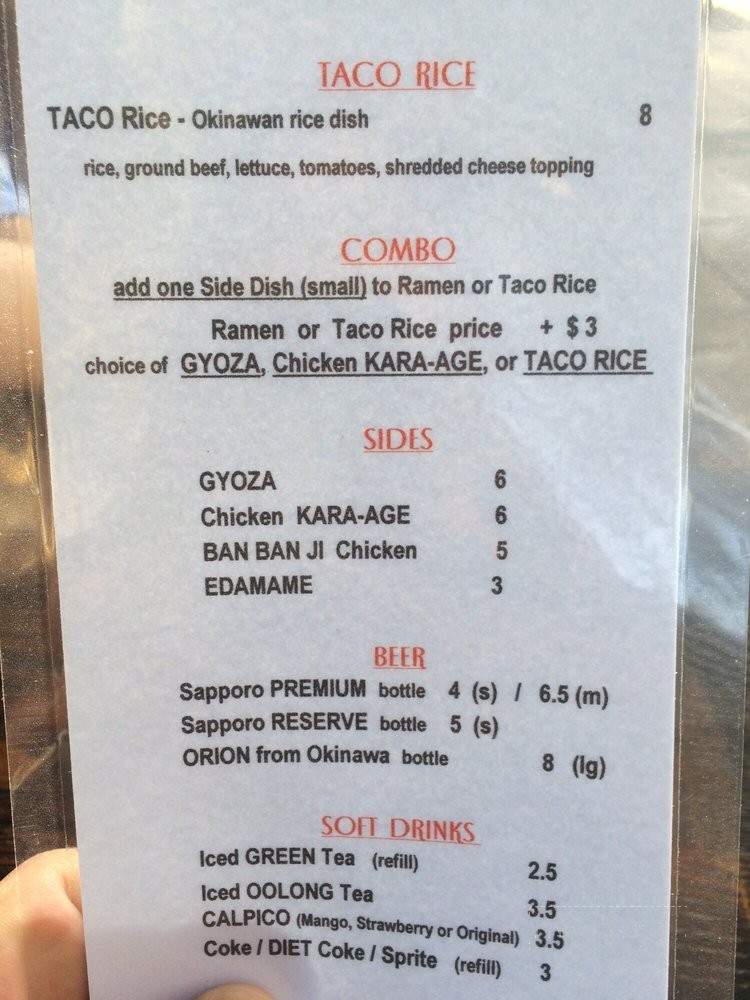 TACO RICE
TACO Rice - Okinawan rice dish 8
rice, ground beef, lettuce, tomatoes, shredded cheese topping
COMBO
add one Side Dish (small) to Ramen or Taco Rice
Ramen or Taco Rice price + $3
choice of GYOZA, Chicken KARA-AGE, or TACO RICE
SIDES
GYOZA 6
Chicken KARA-AGE 6
BAN BAN JI Chicken 5
EDAMAME 3
BEER
Sapporo PREMIUM bottle 4 (s) / 6.5 (m)
Sapporo RESERVE bottle 5 (s)
ORION from Okinawa bottle 8 (lg)
SOFT DRINKS
Iced GREEN Tea (refill) 2.5
Iced OOLONG Tea 3.5
CALPICO (Mango, Strawberry or Original) 3.5
Coke / DIET Coke / Sprite (refill) 3